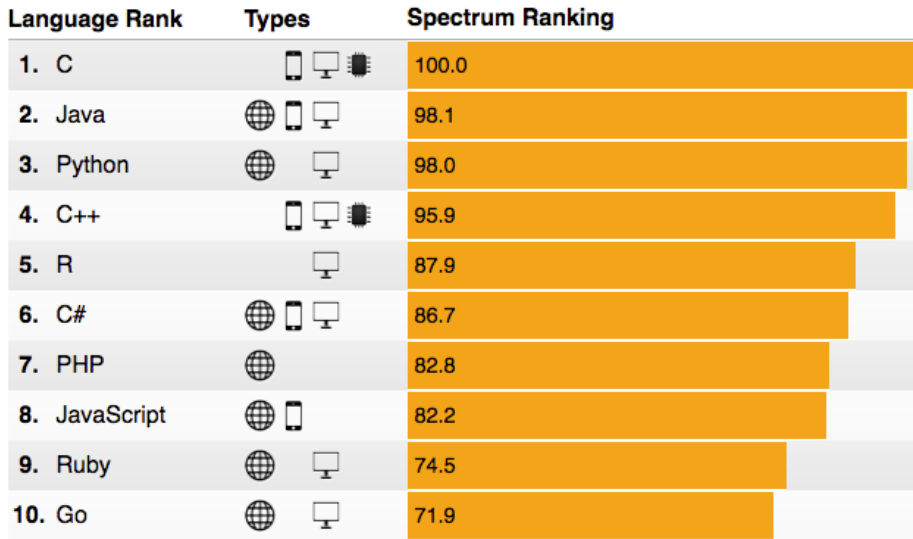 Language Rank Types Spectrum Ranking
1. C 100.0
2. Java 98.1
3. Python 98.0
4. C++ 95.9
5. R 87.9
6. C# 86.7
7. PHP 82.8
8. JavaScript 82.2
9. Ruby 74.5
10. Go 71.9